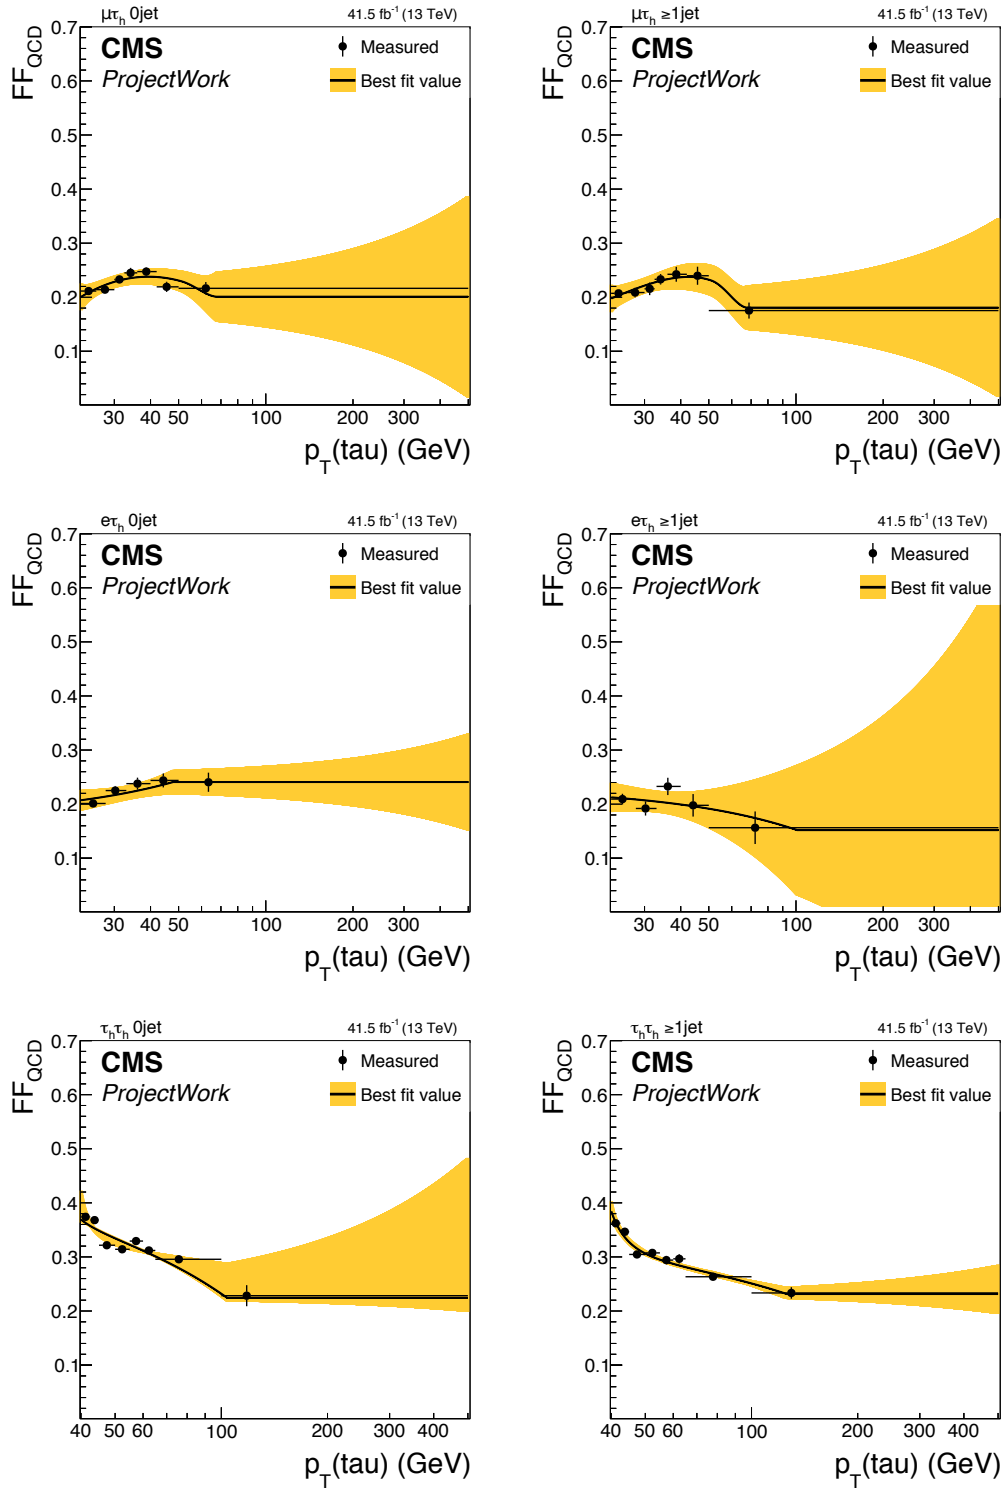 μτh 0jet 41.5 fb-1 (13 TeV)
FFQCD
0.7
CMS
Measured
ProjectWork
Best fit value
0.6
0.5
0.4
0.3
0.2
0.1
30 40 50 100 200 300
pT(tau) (GeV)
μτh ≥1jet 41.5 fb-1 (13 TeV)
FFQCD
0.7
CMS
Measured
ProjectWork
Best fit value
0.6
0.5
0.4
0.3
0.2
0.1
30 40 50 100 200 300
pT(tau) (GeV)
eτh 0jet 41.5 fb-1 (13 TeV)
FFQCD
0.7
CMS
Measured
ProjectWork
Best fit value
0.6
0.5
0.4
0.3
0.2
0.1
30 40 50 100 200 300
pT(tau) (GeV)
eτh ≥1jet 41.5 fb-1 (13 TeV)
FFQCD
0.7
CMS
Measured
ProjectWork
Best fit value
0.6
0.5
0.4
0.3
0.2
0.1
30 40 50 100 200 300
pT(tau) (GeV)
τhτh 0jet 41.5 fb-1 (13 TeV)
FFQCD
0.7
CMS
Measured
ProjectWork
Best fit value
0.6
0.5
0.4
0.3
0.2
0.1
40 50 60 100 200 300 400
pT(tau) (GeV)
τhτh ≥1jet 41.5 fb-1 (13 TeV)
FFQCD
0.7
CMS
Measured
ProjectWork
Best fit value
0.6
0.5
0.4
0.3
0.2
0.1
40 50 60 100 200 300 400
pT(tau) (GeV)